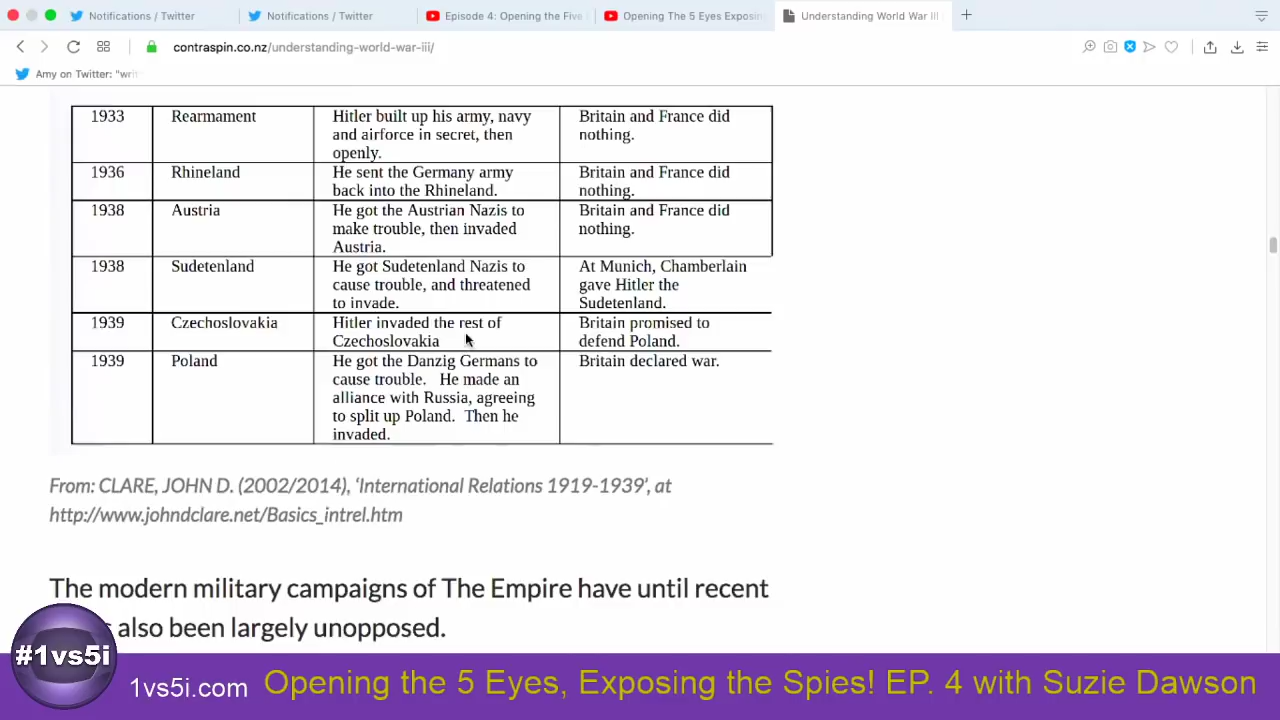 Notifications / Twitter
Notifications / Twitter
Episode 4: Opening the Five
Opening The 5 Eyes Exposin
Understanding World War III
contraspin.co.nz/understanding-world-war-iii/
Amy on Twitter: "writ
1933 Rearmament Hitler built up his army, navy Britain and France did
and airforce in secret, then nothing.
openly.
1936 Rhineland He sent the Germany army Britain and France did
back into the Rhineland. nothing.
1938 Austria He got the Austrian Nazis to Britain and France did
make trouble, then invaded nothing.
Austria.
1938 Sudetenland He got Sudetenland Nazis to At Munich, Chamberlain
cause trouble, and threatened gave Hitler the
to invade. Sudetenland.
1939 Czechoslovakia Hitler invaded the rest of Britain promised to
Czechoslovakia defend Poland.
1939 Poland He got the Danzig Germans to Britain declared war.
cause trouble. He made an
alliance with Russia, agreeing
to split up Poland. Then he
invaded.
From: CLARE, JOHN D. (2002/2014), ‘International Relations 1919-1939’, at
http://www.johndclare.net/Basics_intrel.htm
The modern military campaigns of The Empire have until recent
also been largely unopposed.
#1vs5i
1vs5i.com
Opening the 5 Eyes, Exposing the Spies! EP. 4 with Suzie Dawson